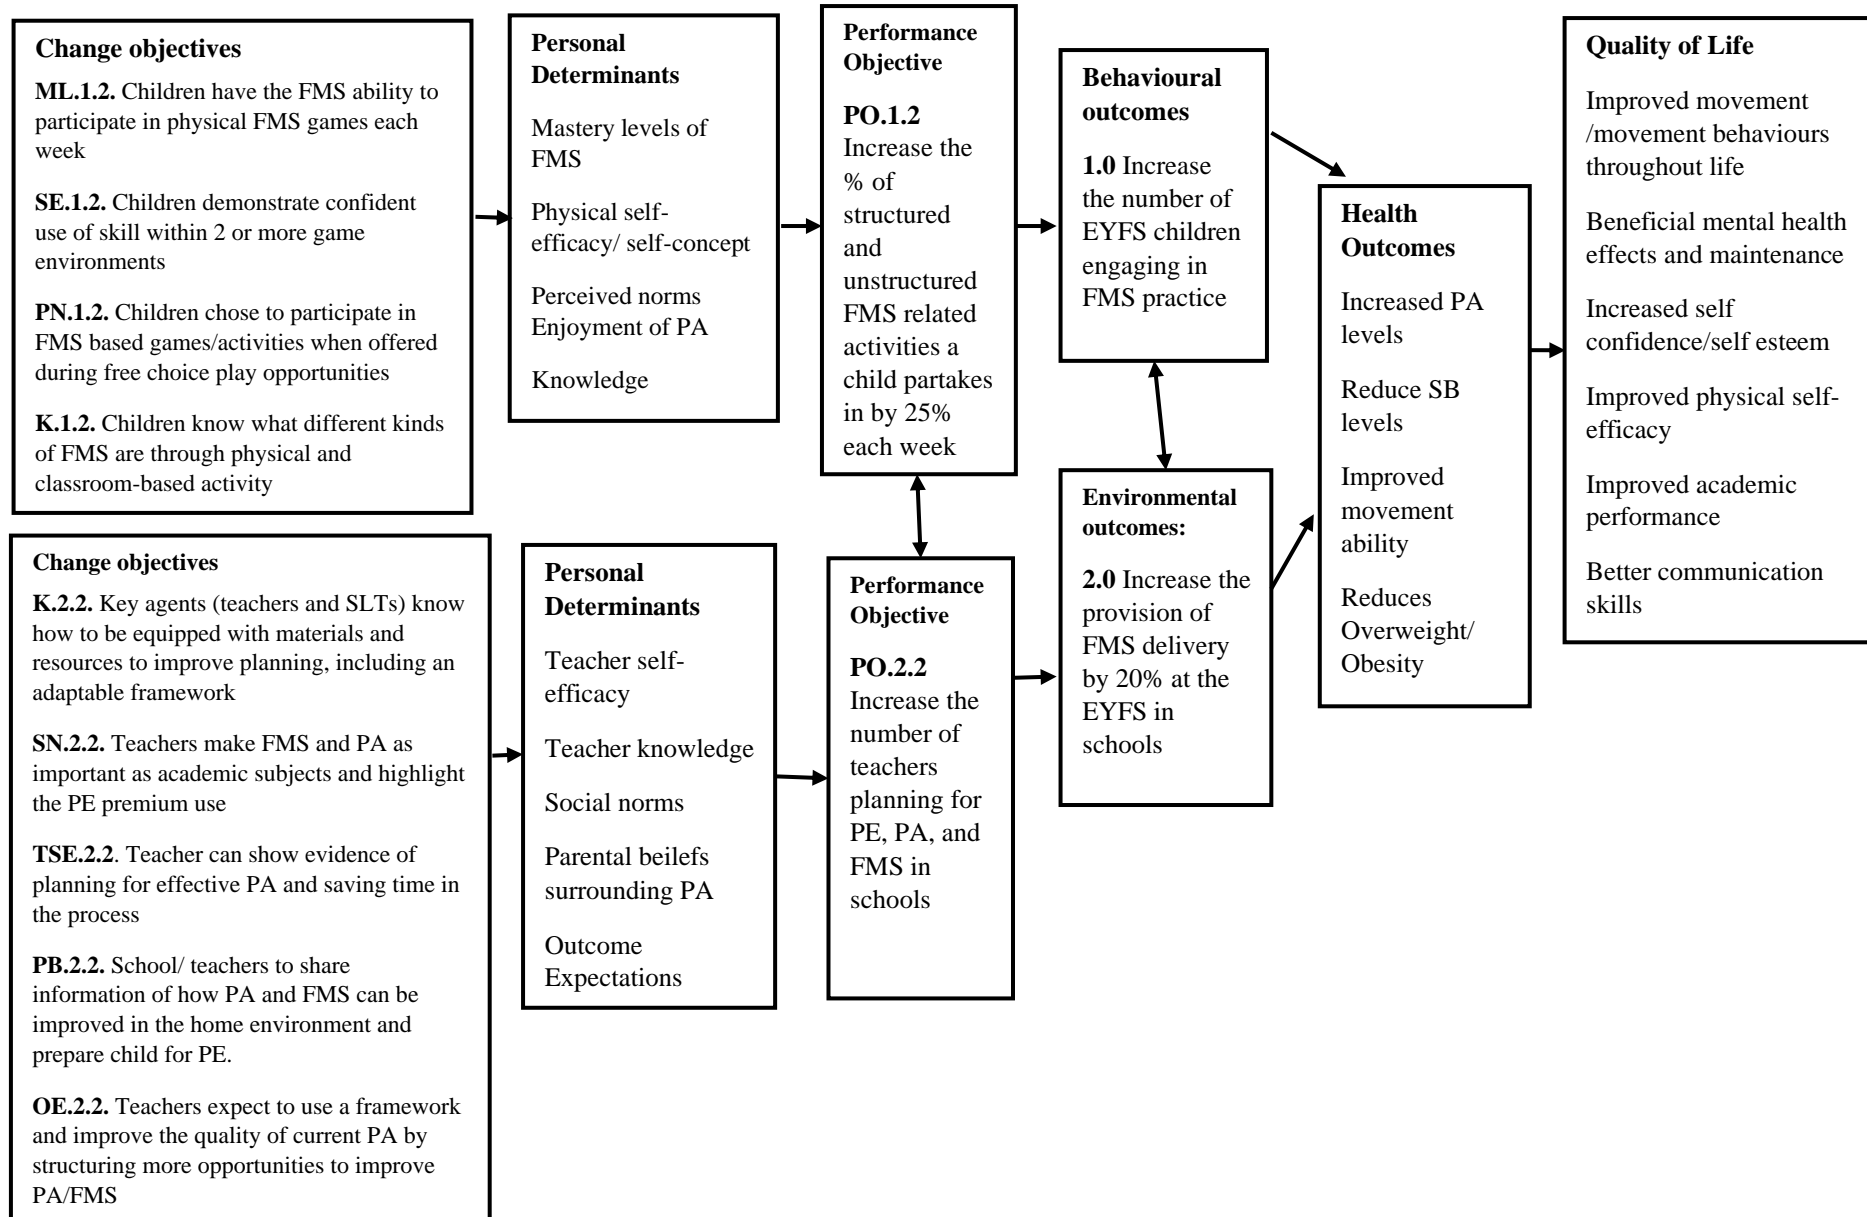 Change objectives
ML.1.2. Children have the FMS ability to
participate in physical FMS games each
week
SE.1.2. Children demonstrate confident
use of skill within 2 or more game
environments
PN.1.2. Children chose to participate in
FMS based games/activities when offered
during free choice play opportunities
K.1.2. Children know what different kinds
of FMS are through physical and
classroom-based activity
Personal
Determinants
Mastery levels of
FMS
Physical self-
efficacy/ self-concept
Perceived norms
Enjoyment of PA
Knowledge
Performance
Objective
PO.1.2
Increase the
% of
structured
and
unstructured
FMS related
activities a
child partakes
in by 25%
each week
Behavioural
outcomes
1.0 Increase
the number of
EYFS children
engaging in
FMS practice
Health
Outcomes
Increased PA
levels
Reduce SB
levels
Improved
movement
ability
Reduces
Overweight/
Obesity
Quality of Life
Improved movement
/movement behaviours
throughout life
Beneficial mental health
effects and maintenance
Increased self
confidence/self esteem
Improved physical self-
efficacy
Improved academic
performance
Better communication
skills
Change objectives
K.2.2. Key agents (teachers and SLTs) know
how to be equipped with materials and
resources to improve planning, including an
adaptable framework
SN.2.2. Teachers make FMS and PA as
important as academic subjects and highlight
the PE premium use
TSE.2.2. Teacher can show evidence of
planning for effective PA and saving time in
the process
PB.2.2. School/ teachers to share
information of how PA and FMS can be
improved in the home environment and
prepare child for PE.
OE.2.2. Teachers expect to use a framework
and improve the quality of current PA by
structuring more opportunities to improve
PA/FMS
Personal
Determinants
Teacher self-
efficacy
Teacher knowledge
Social norms
Parental beilefs
surrounding PA
Outcome
Expectations
Performance
Objective
PO.2.2
Increase the
number of
teachers
planning for
PE, PA, and
FMS in
schools
Environmental
outcomes:
2.0 Increase the
provision of
FMS delivery
by 20% at the
EYFS in
schools